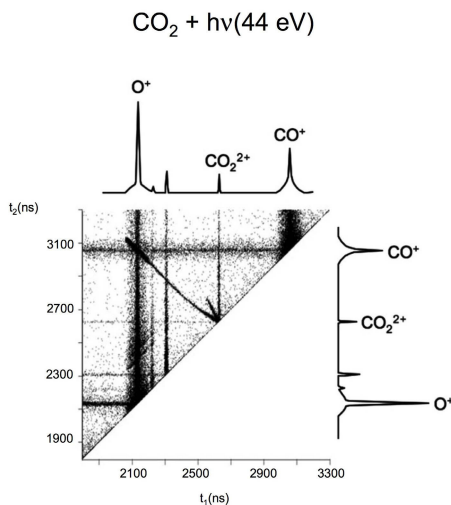 CO₂ + hν(44 eV)
O⁺
CO₂²⁺
CO⁺
t₂(ns)
3100
2700
2300
1900
CO⁺
CO₂²⁺
O⁺
2100 2500 2900 3300
t₁(ns)